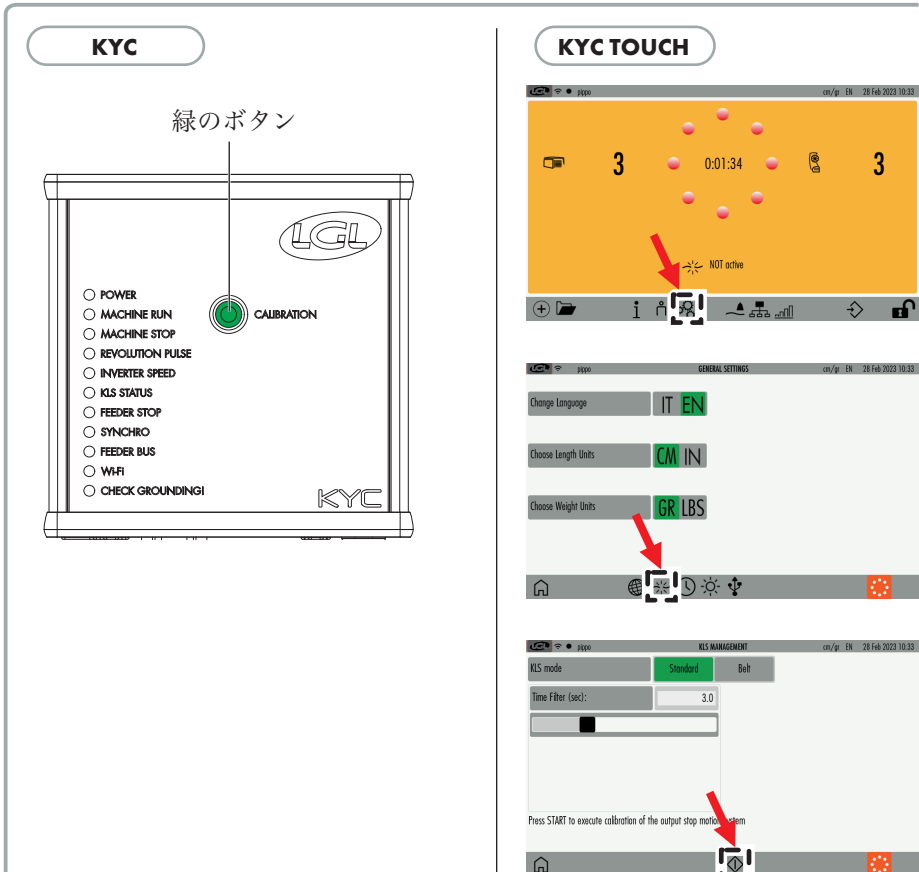 KYC
緑のボタン
LGL
POWER
MACHINE RUN
CALIBRATION
MACHINE STOP
REVOLUTION PULSE
INVERTER SPEED
KLS STATUS
FEEDER STOP
SYNCHRO
FEEDER BUS
Wi-Fi
CHECK GROUNDING!
KYC
KYC TOUCH
LGL pippo cm/gr EN 28 Feb 2023 10:33
3 0:01:34 3
NOT active
LGL pippo GENERAL SETTINGS cm/gr EN 28 Feb 2023 10:33
Change Language IT EN
Choose Length Units CM IN
Choose Weight Units GR LBS
LGL pippo KLS MANAGEMENT cm/gr EN 28 Feb 2023 10:33
KLS mode Standard Belt
Time Filter (sec): 3.0
Press START to execute calibration of the output stop motion system